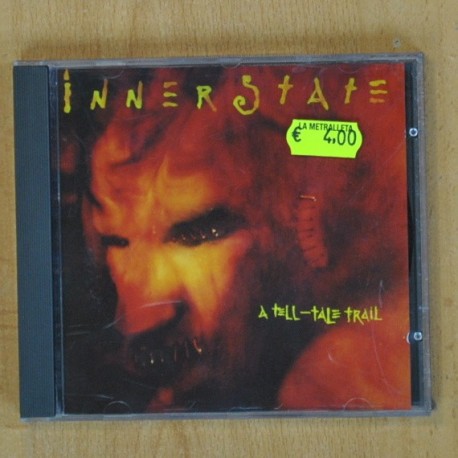 INNERSTATE
LA METRALLETA
€ 4,00
A TELL-TALE TRAIL